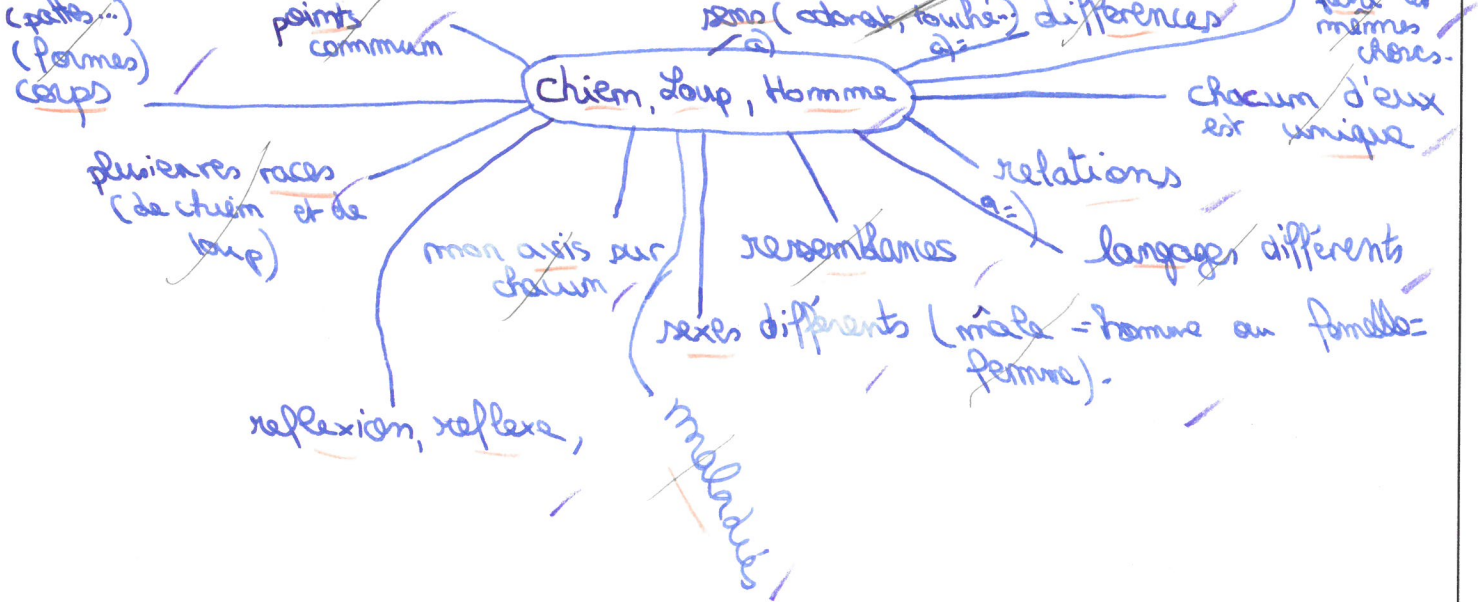 (pattes...)
(formes)
corps
points
commum
sens (odorat, touché...)
a)
différences
a)=
mêmes
choses.
Chien, Loup, Homme
chacun d'eux
est unique
plusieures races
(de chien et de
loup)
relations
a=)
mon avis sur
chacun
ressemblances
langages différents
sexes différents (mâle = homme ou femelle =
femme).
reflexion, reflexe,
maladies